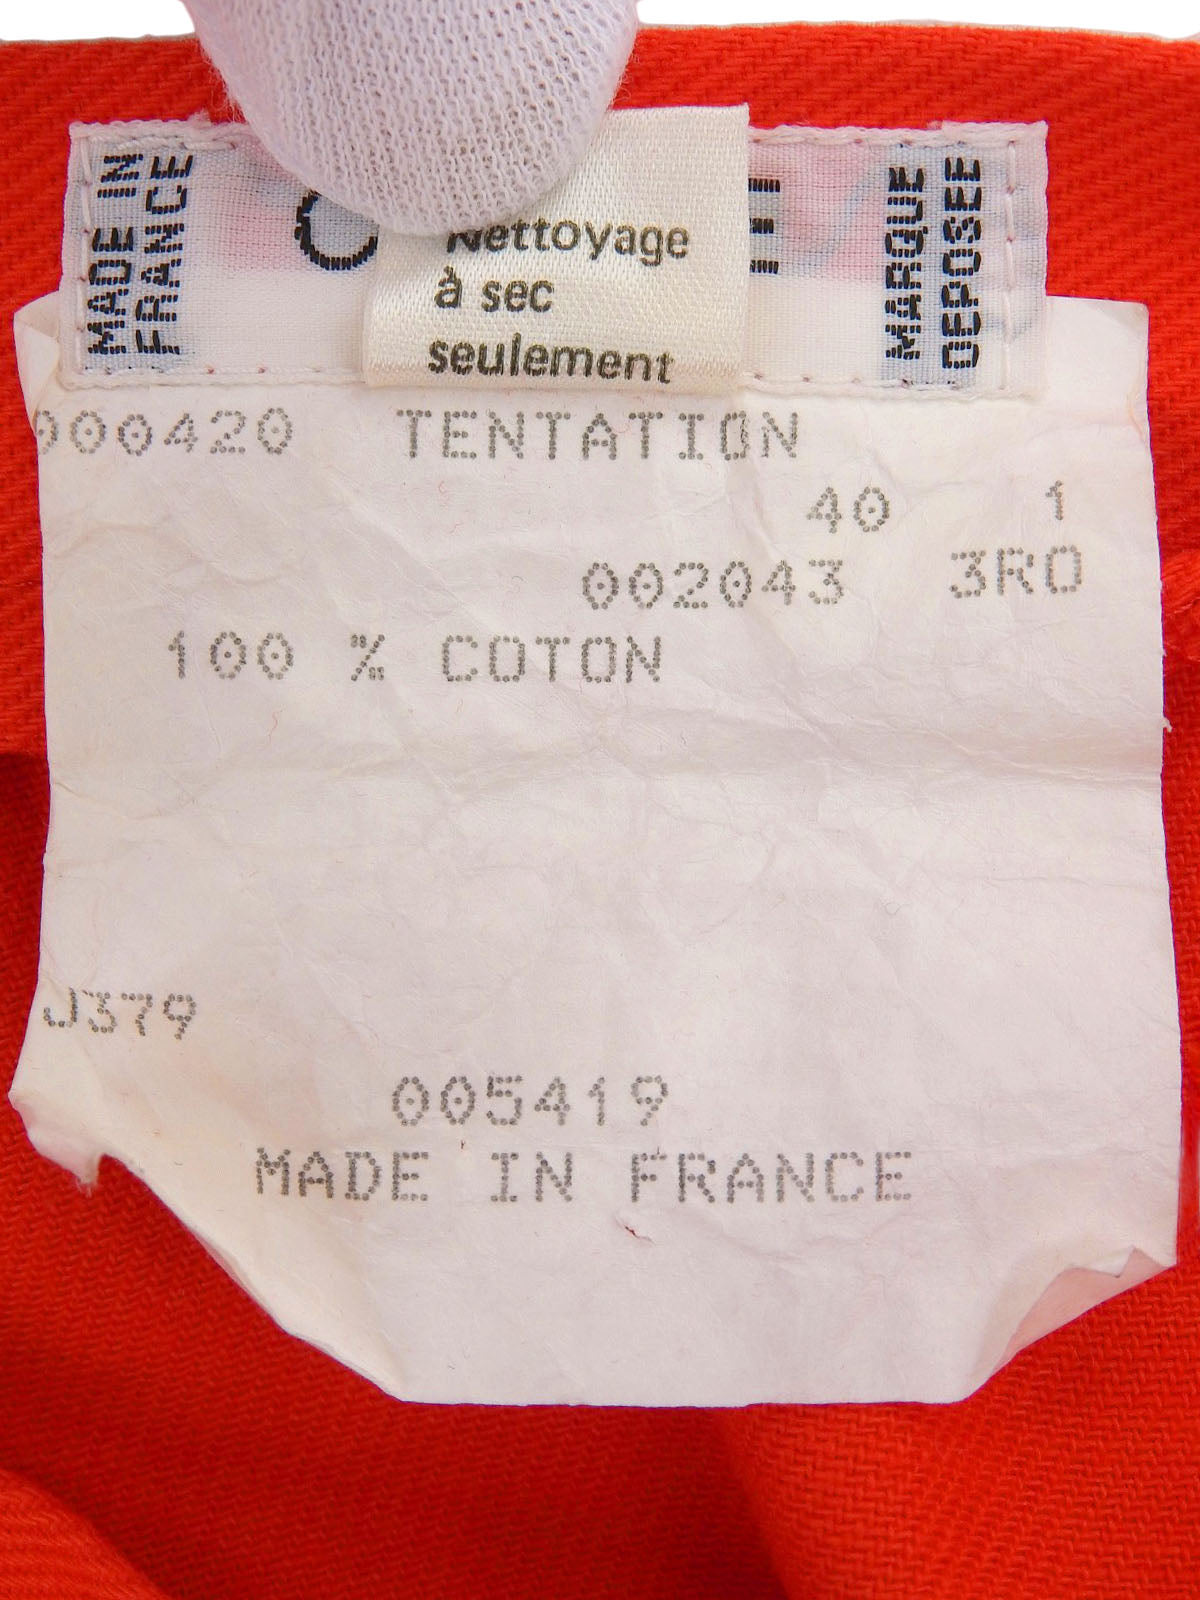 MADE IN
FRANCE
MARQUE
DEPOSEE
Nettoyage
à sec
seulement
000420 TENTATION
40 1
002043 3RO
100 % COTON
J379
005419
MADE IN FRANCE